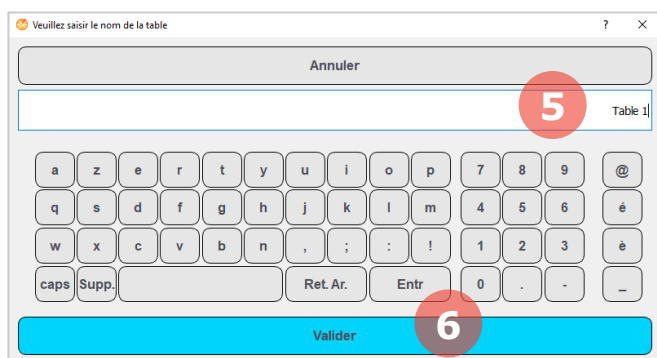 Veuillez saisir le nom de la table ? ×
Annuler
5 Table 1
a z e r t y u i o p 7 8 9 @
q s d f g h j k l m 4 5 6 é
w x c v b n , ; : ! 1 2 3 è
caps Supp. Ret. Ar. Entr 0 . - _
6
Valider